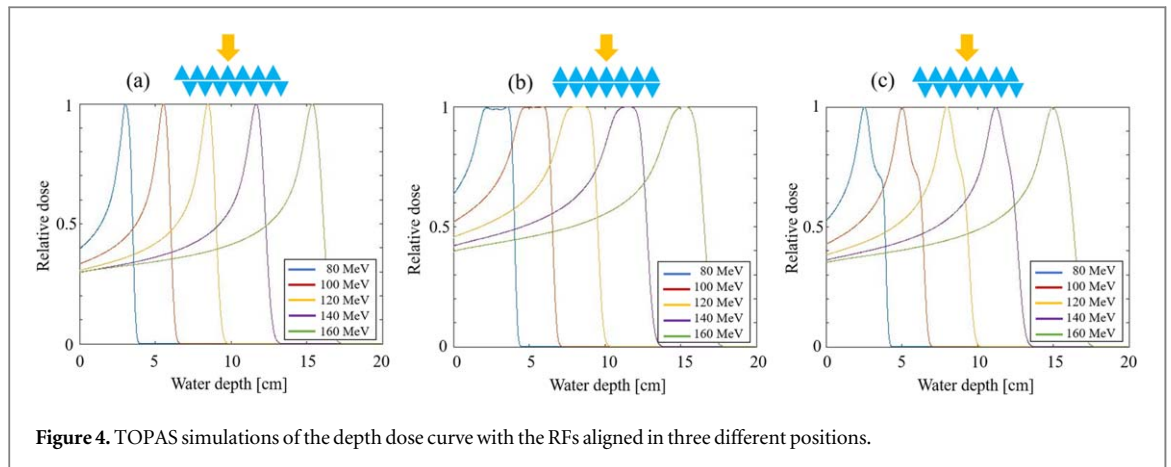 (a)
1
0.5
0
Relative dose
80 MeV
100 MeV
120 MeV
140 MeV
160 MeV
0 5 10 15 20
Water depth [cm]
(b)
1
0.5
0
Relative dose
80 MeV
100 MeV
120 MeV
140 MeV
160 MeV
0 5 10 15 20
Water depth [cm]
(c)
1
0.5
0
Relative dose
80 MeV
100 MeV
120 MeV
140 MeV
160 MeV
0 5 10 15 20
Water depth [cm]
Figure 4. TOPAS simulations of the depth dose curve with the RFs aligned in three different positions.